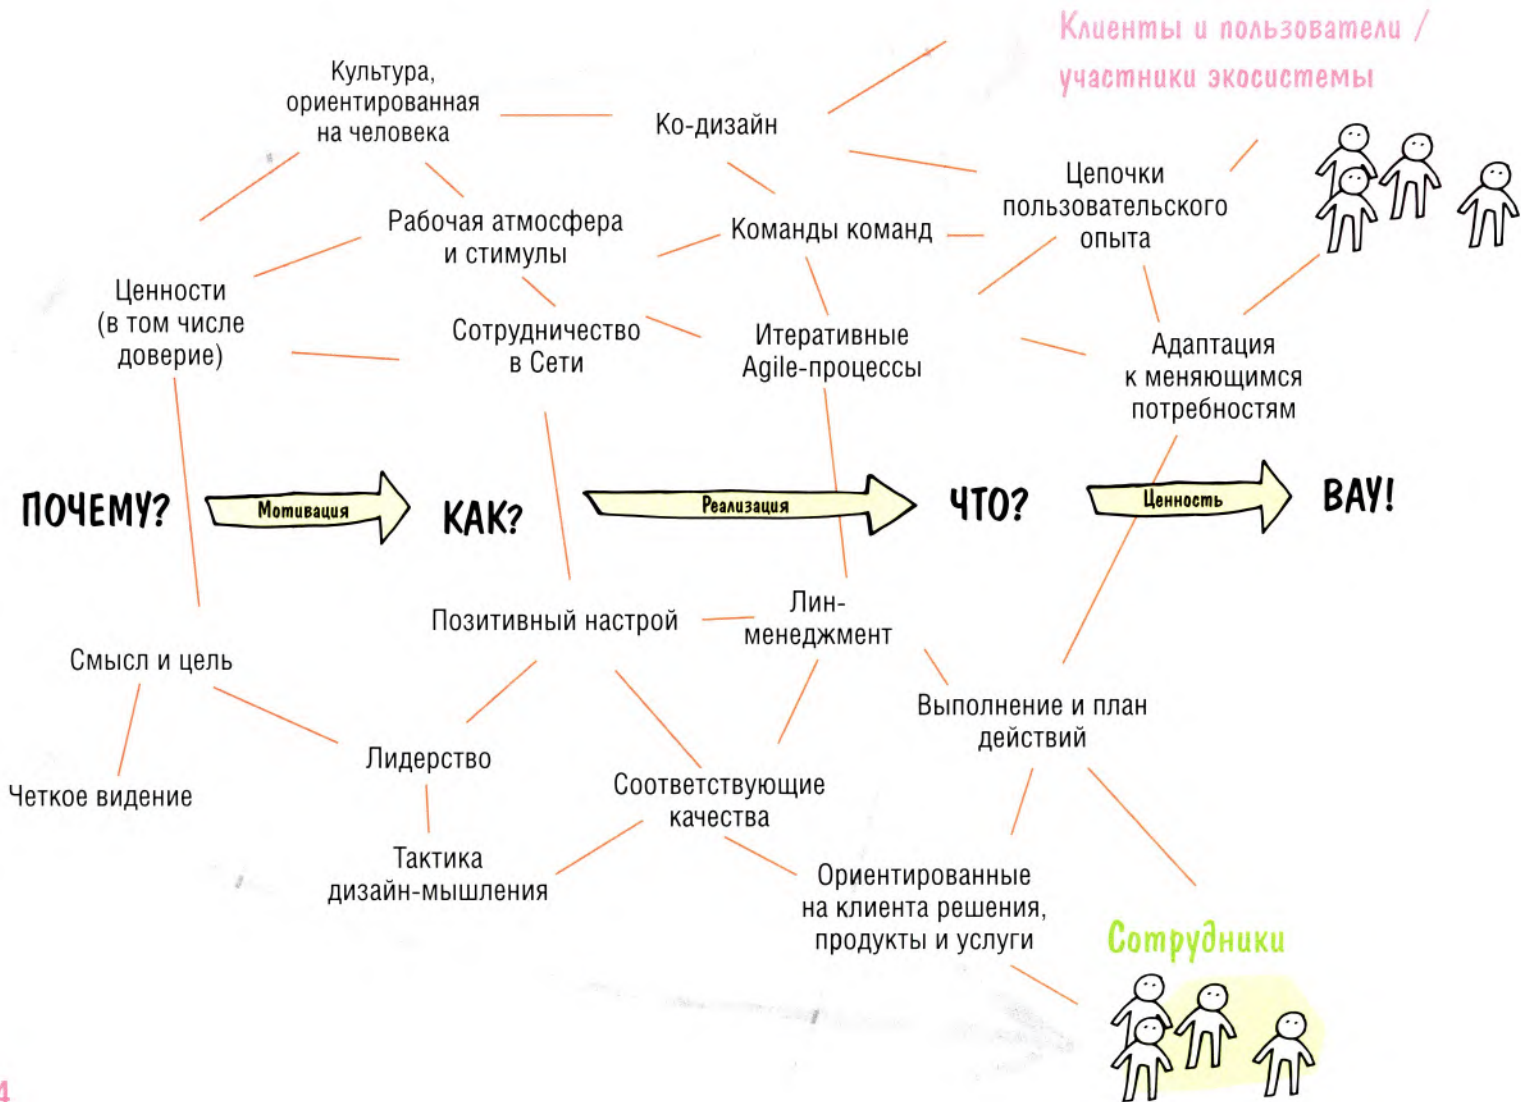 Клиенты и пользователи /
участники экосистемы
Культура,
ориентированная
на человека
Ко-дизайн
Цепочки
пользовательского
опыта
Рабочая атмосфера
и стимулы
Команды команд
Ценности
(в том числе
доверие)
Сотрудничество
в Сети
Итеративные
Agile-процессы
Адаптация
к меняющимся
потребностям
ПОЧЕМУ?
Мотивация
КАК?
Реализация
ЧТО?
Ценность
ВАУ!
Позитивный настрой
Лин-
менеджмент
Смысл и цель
Выполнение и план
действий
Лидерство
Четкое видение
Соответствующие
качества
Тактика
дизайн-мышления
Ориентированные
на клиента решения,
продукты и услуги
Сотрудники
4